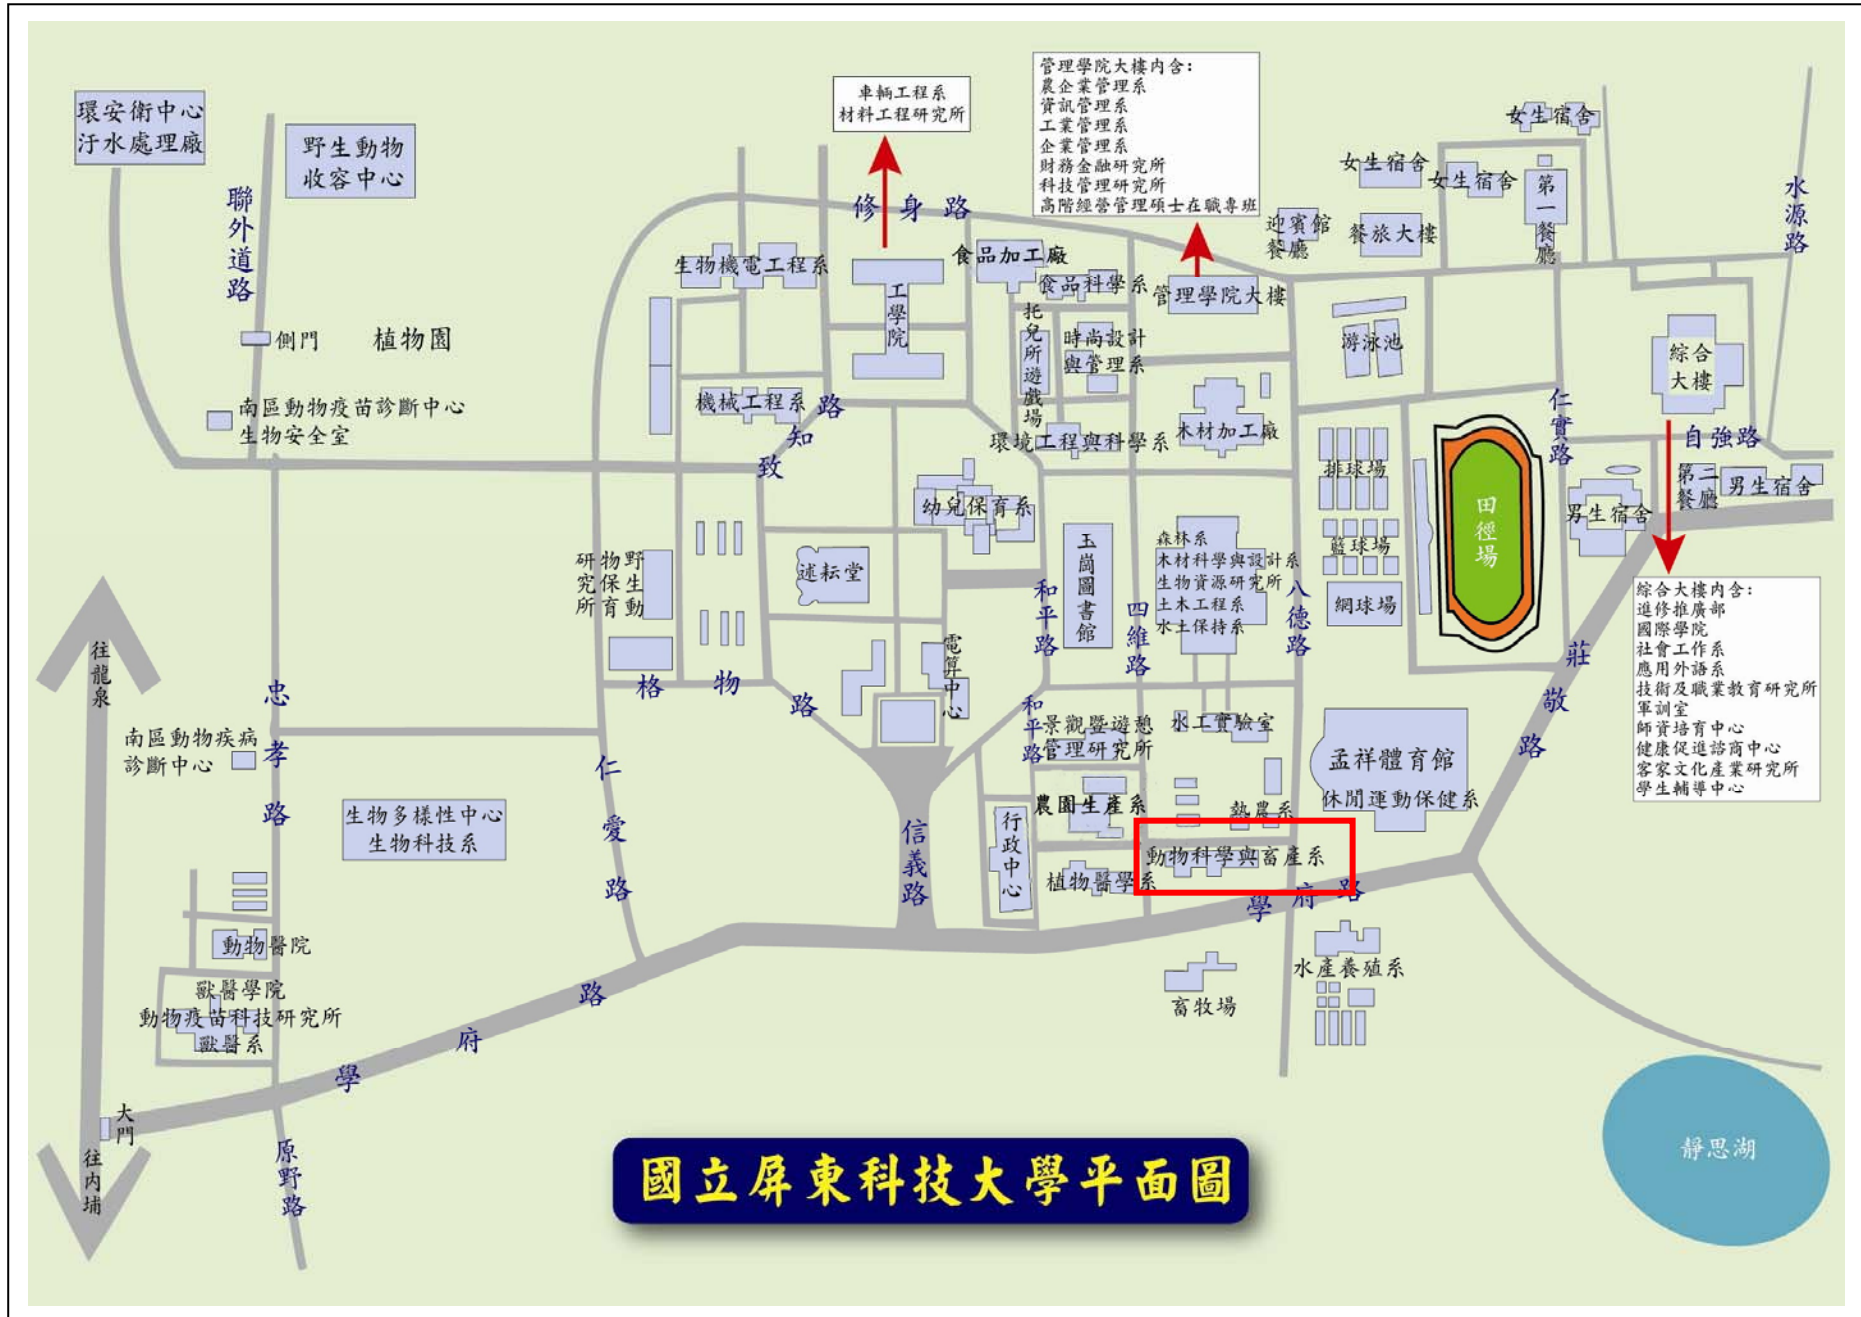 環安衛中心
汙水處理廠
野生動物
收容中心
聯外道路
車輛工程系
材料工程研究所
管理學院大樓內含：
農企業管理系
資訊管理系
工業管理系
企業管理系
財務金融研究所
科技管理研究所
高階經營管理碩士在職專班
修身路
女生宿舍
女生宿舍
女生宿舍
第一餐廳
水源路
迎賓館
餐廳
餐旅大樓
生物機電工程系
工學院
食品加工廠
食品科學系
管理學院大樓
托兒所遊戲場
時尚設計
與管理系
游泳池
綜合
大樓
側門
植物園
南區動物疫苗診斷中心
生物安全室
機械工程系
致知路
環境工程與科學系
木材加工廠
仁實路
自強路
排球場
第二
餐廳
男生宿舍
男生宿舍
幼兒保育系
田徑場
籃球場
網球場
野生動
物保育
研究所
述耘堂
玉崗圖書館
森林系
木材科學與設計系
生物資源研究所
土木工程系
水土保持系
和平路
四維路
八德路
綜合大樓內含：
進修推廣部
國際學院
社會工作系
應用外語系
技術及職業教育研究所
軍訓室
師資培育中心
健康促進諮商中心
客家文化產業研究所
學生輔導中心
往龍泉
忠孝路
格物路
電算中心
和平路
景觀暨遊憩
管理研究所
水工實驗室
莊敬路
南區動物疾病
診斷中心
仁愛路
孟祥體育館
休閒運動保健系
生物多樣性中心
生物科技系
信義路
行政中心
農園生產系
熱農系
動物科學與畜產系
植物醫學系
學府路
動物醫院
獸醫學院
動物疫苗科技研究所
獸醫系
水產養殖系
畜牧場
學府路
大門
往內埔
原野路
靜思湖
國立屏東科技大學平面圖